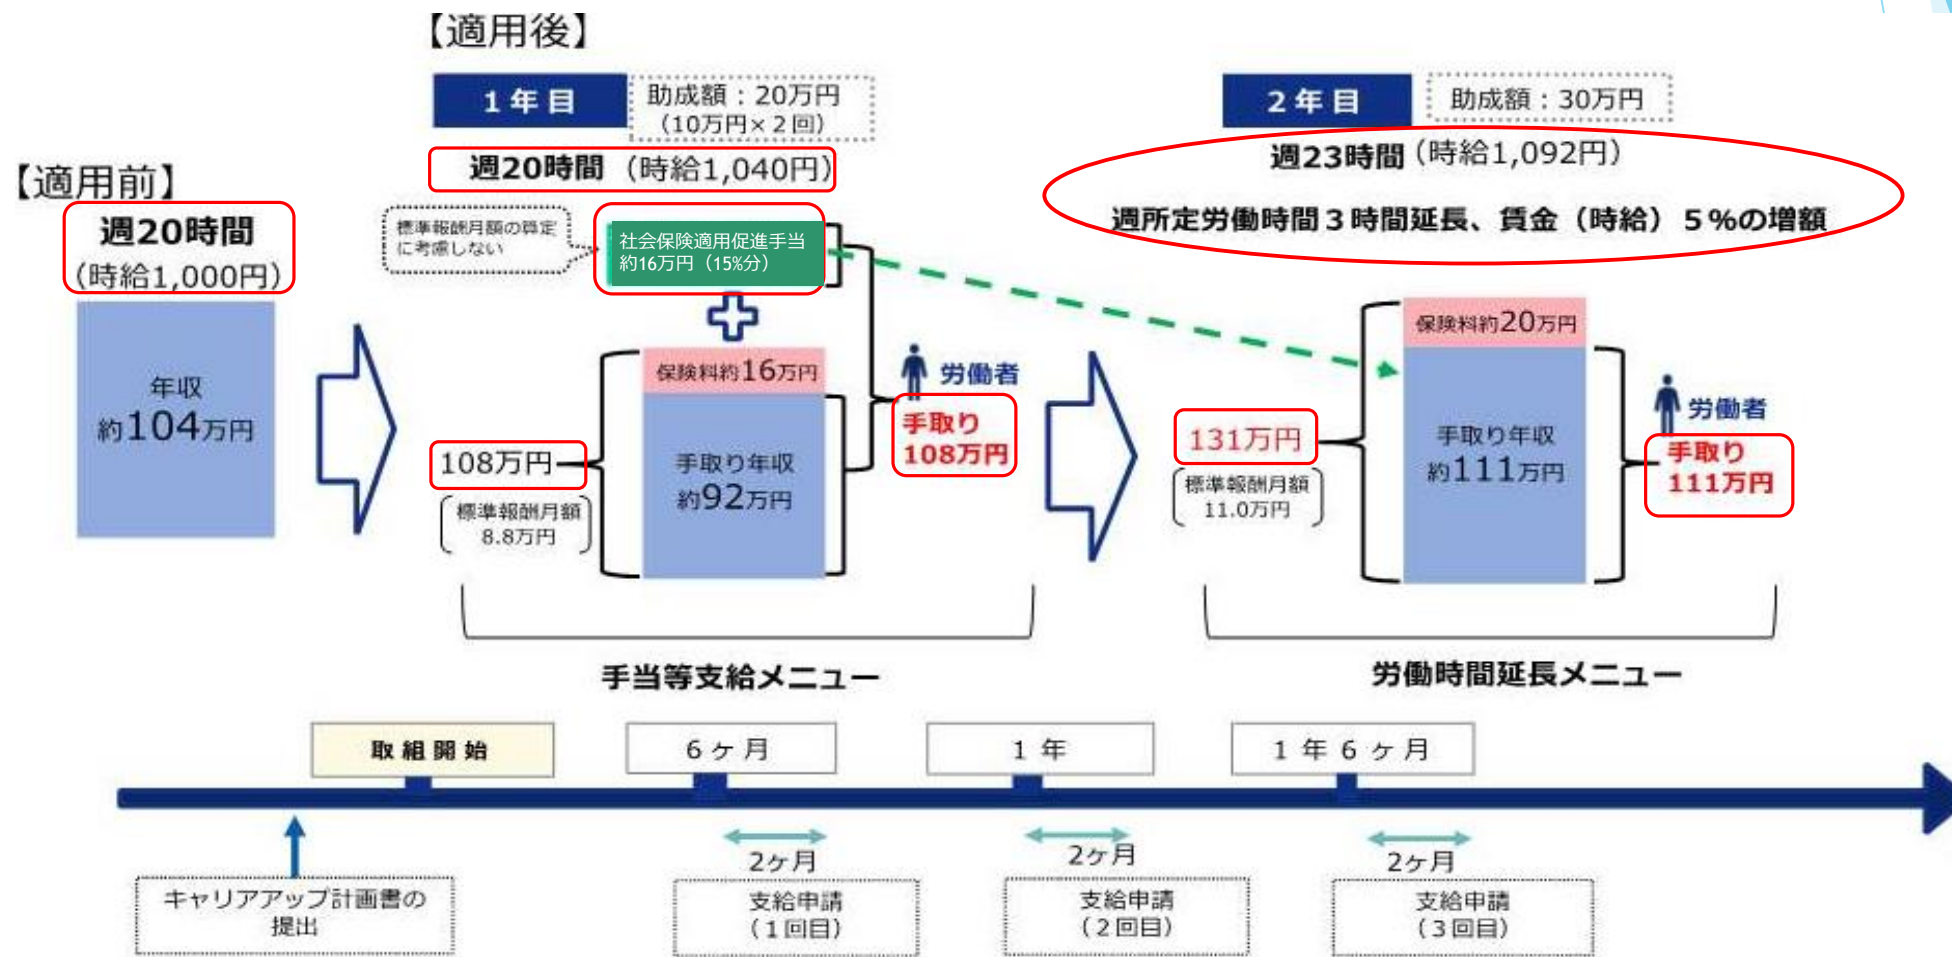 【適用後】
1年目
助成額：20万円
（10万円×2回）
週20時間（時給1,040円）
2年目
助成額：30万円
週23時間（時給1,092円）
週所定労働時間３時間延長、賃金（時給）５％の増額
【適用前】
週20時間
（時給1,000円）
年収
約104万円
標準報酬月額の算定
に考慮しない
社会保険適用促進手当
約16万円（15%分）
保険料約16万円
手取り年収
約92万円
108万円
標準報酬月額
8.8万円
労働者
手取り
108万円
保険料約20万円
手取り年収
約111万円
131万円
標準報酬月額
11.0万円
労働者
手取り
111万円
手当等支給メニュー
労働時間延長メニュー
取組開始
6ヶ月
1年
1年6ヶ月
2ヶ月
2ヶ月
2ヶ月
キャリアアップ計画書の
提出
支給申請
（1回目）
支給申請
（2回目）
支給申請
（3回目）